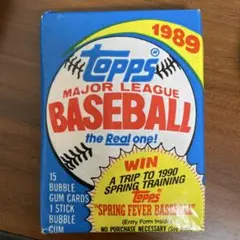 1989
topps®
MAJOR LEAGUE
BASEBALL
the Real one!
15
BUBBLE
GUM CARDS
1 STICK
BUBBLE
GUM
WIN
A TRIP TO 1990
SPRING TRAINING
Topps
"SPRING FEVER BASEBALL"
(Entry Form Inside)
NO PURCHASE NECESSARY (See